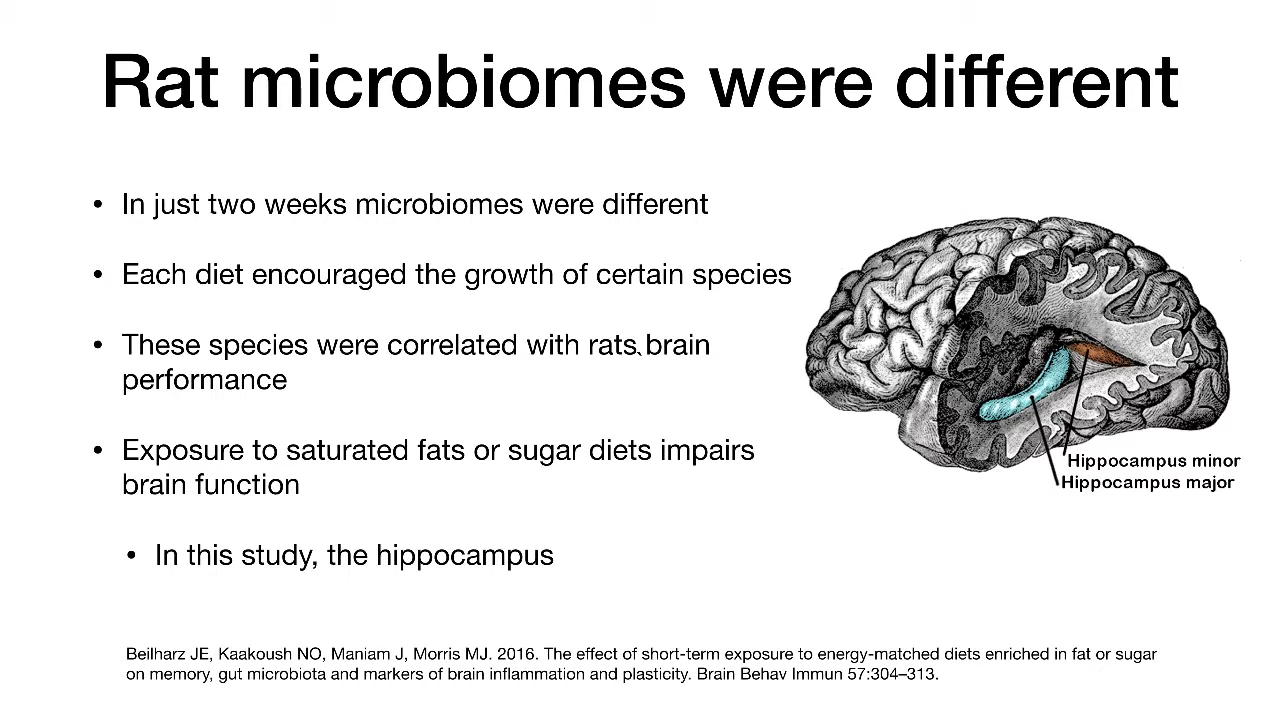 Rat microbiomes were different
• In just two weeks microbiomes were different
• Each diet encouraged the growth of certain species
• These species were correlated with rats brain
performance
• Exposure to saturated fats or sugar diets impairs
brain function
• In this study, the hippocampus
Hippocampus minor
Hippocampus major
Beilharz JE, Kaakoush NO, Maniam J, Morris MJ. 2016. The effect of short-term exposure to energy-matched diets enriched in fat or sugar
on memory, gut microbiota and markers of brain inflammation and plasticity. Brain Behav Immun 57:304–313.